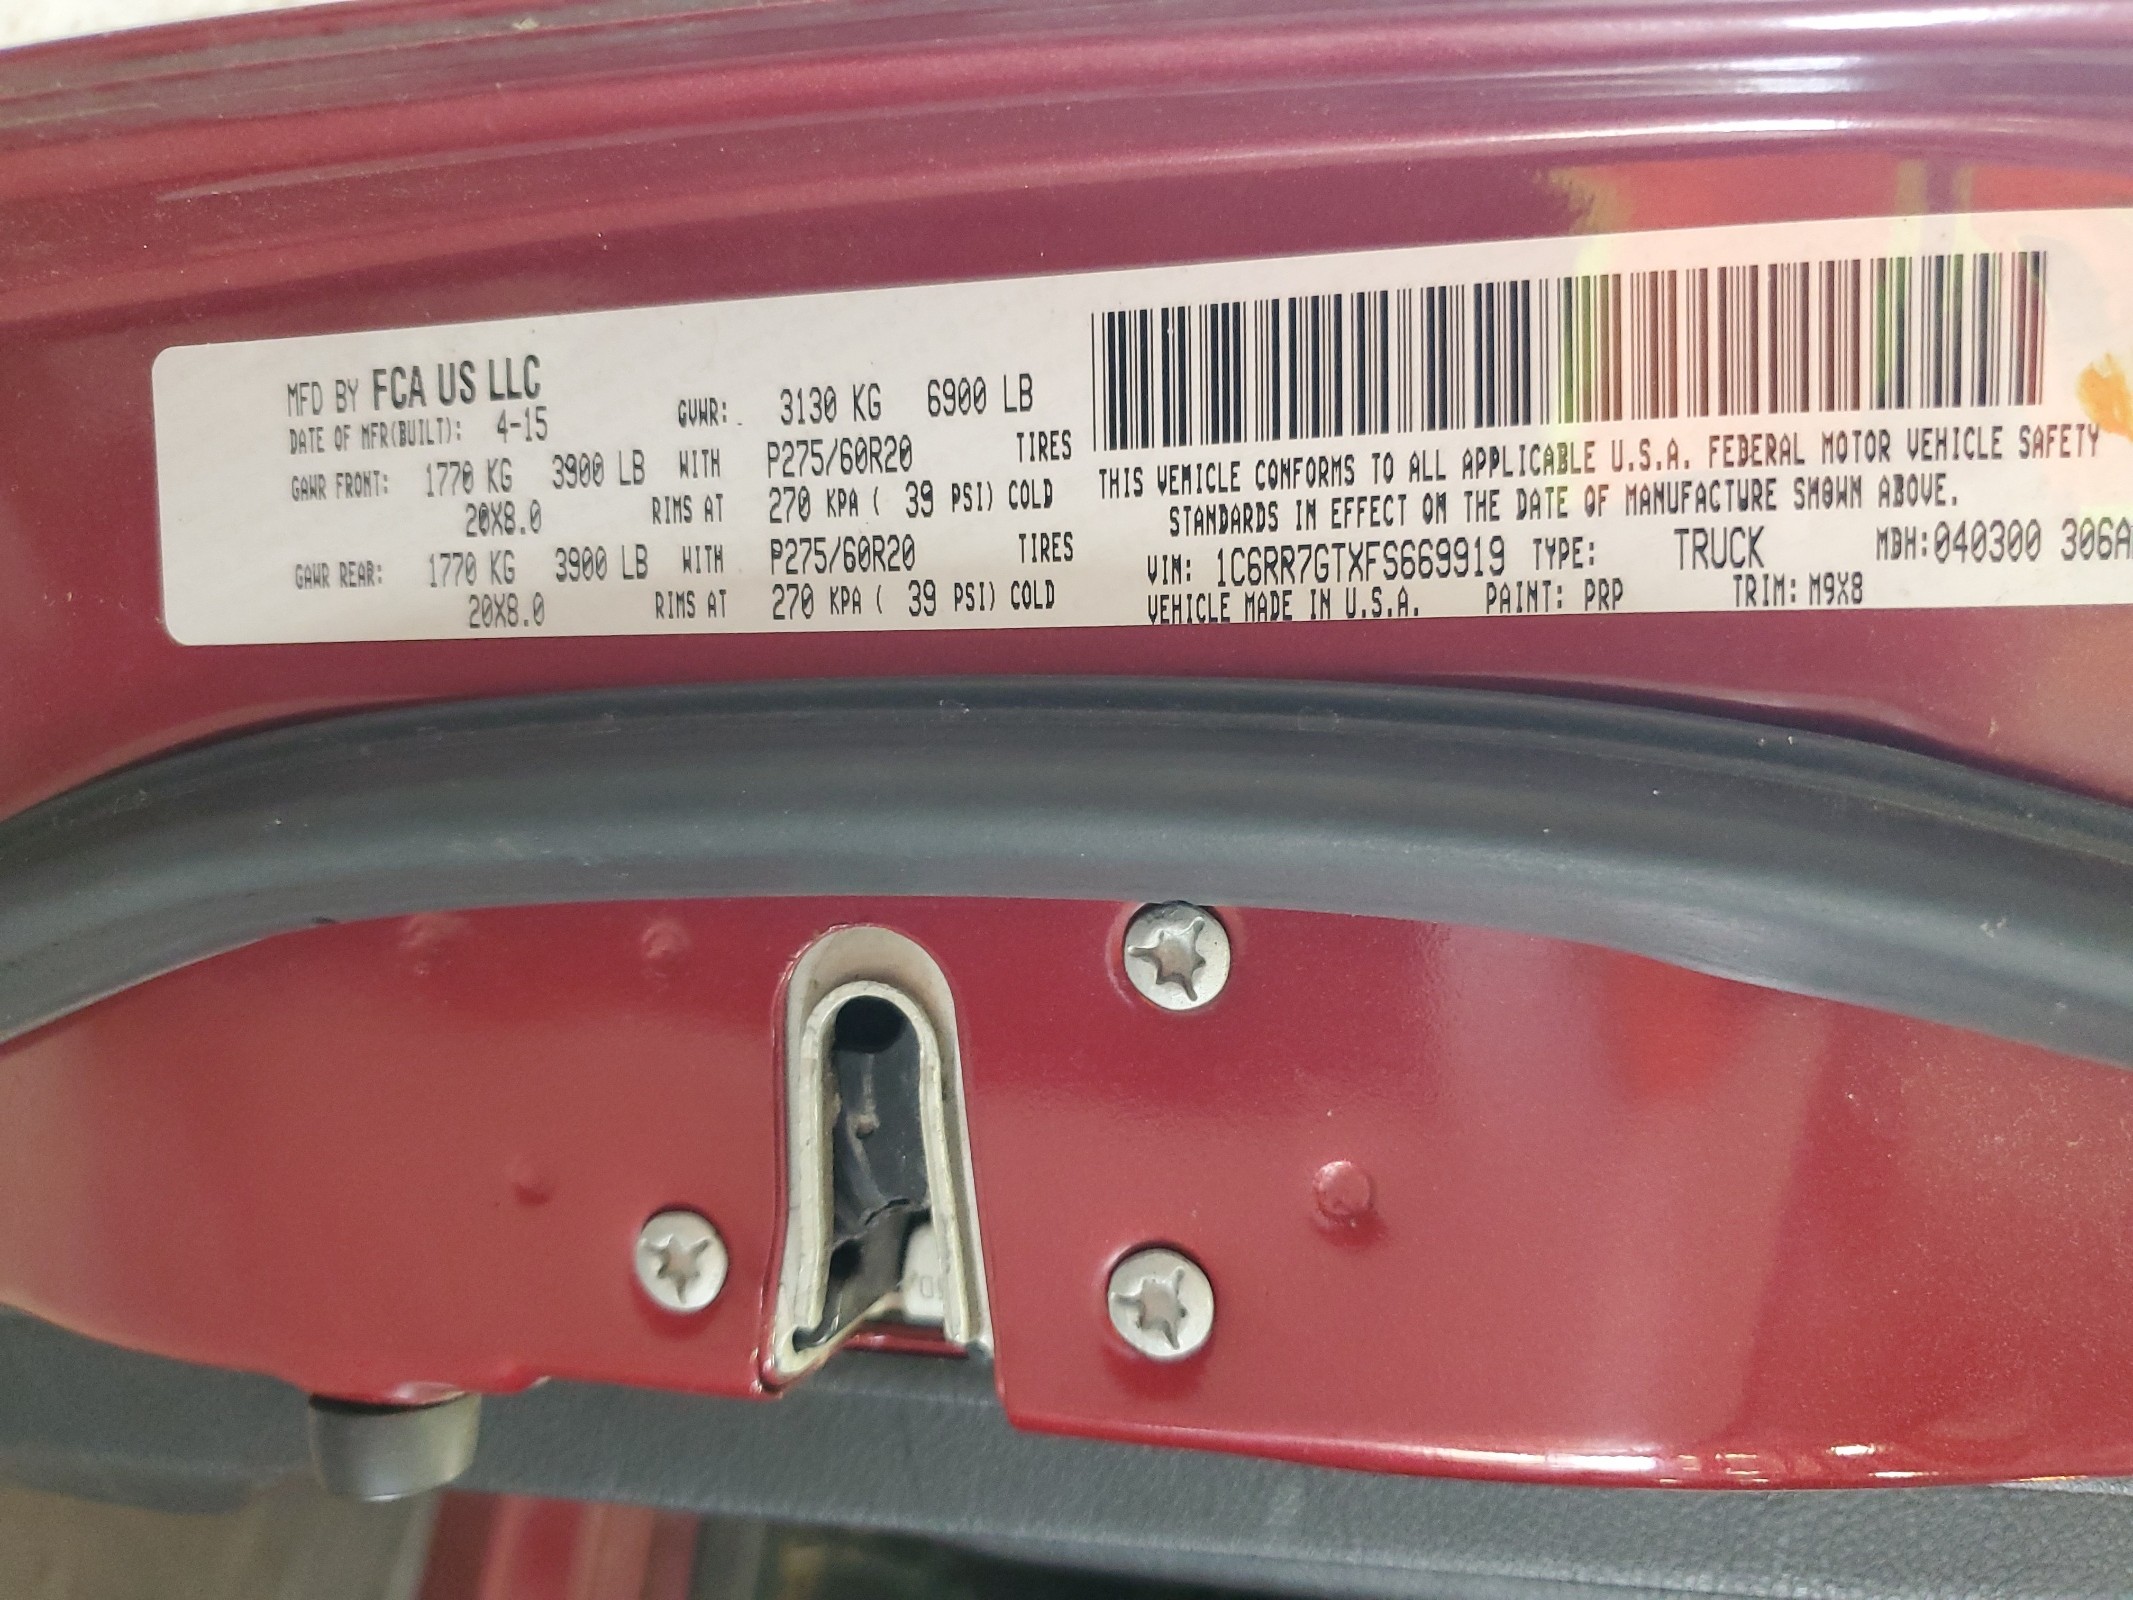 MFD BY FCA US LLC
DATE OF MFR(BUILT): 4-15 GVWR: 3130 KG 6900 LB
GAWR FRONT: 1770 KG 3900 LB WITH P275/60R20 TIRES
20X8.0 RIMS AT 270 KPA ( 39 PSI) COLD
GAWR REAR: 1770 KG 3900 LB WITH P275/60R20 TIRES
20X8.0 RIMS AT 270 KPA ( 39 PSI) COLD
THIS VEHICLE CONFORMS TO ALL APPLICABLE U.S.A. FEDERAL MOTOR VEHICLE SAFETY
STANDARDS IN EFFECT ON THE DATE OF MANUFACTURE SHOWN ABOVE.
VIN: 1C6RR7GTXFS669919 TYPE: TRUCK MDH:040300 306A
VEHICLE MADE IN U.S.A. PAINT: PRP TRIM: M9X8